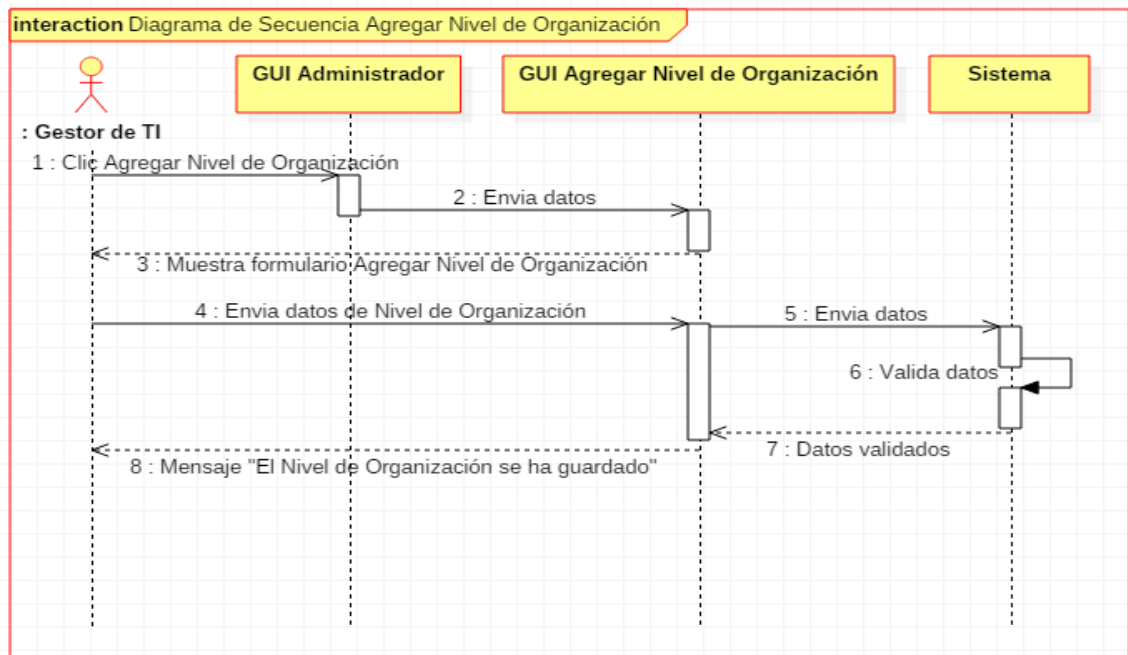 interaction Diagrama de Secuencia Agregar Nivel de Organización
GUI Administrador
GUI Agregar Nivel de Organización
Sistema
: Gestor de TI
1 : Clic Agregar Nivel de Organización
2 : Envia datos
3 : Muestra formulario Agregar Nivel de Organización
4 : Envia datos de Nivel de Organización
5 : Envia datos
6 : Valida datos
7 : Datos validados
8 : Mensaje "El Nivel de Organización se ha guardado"